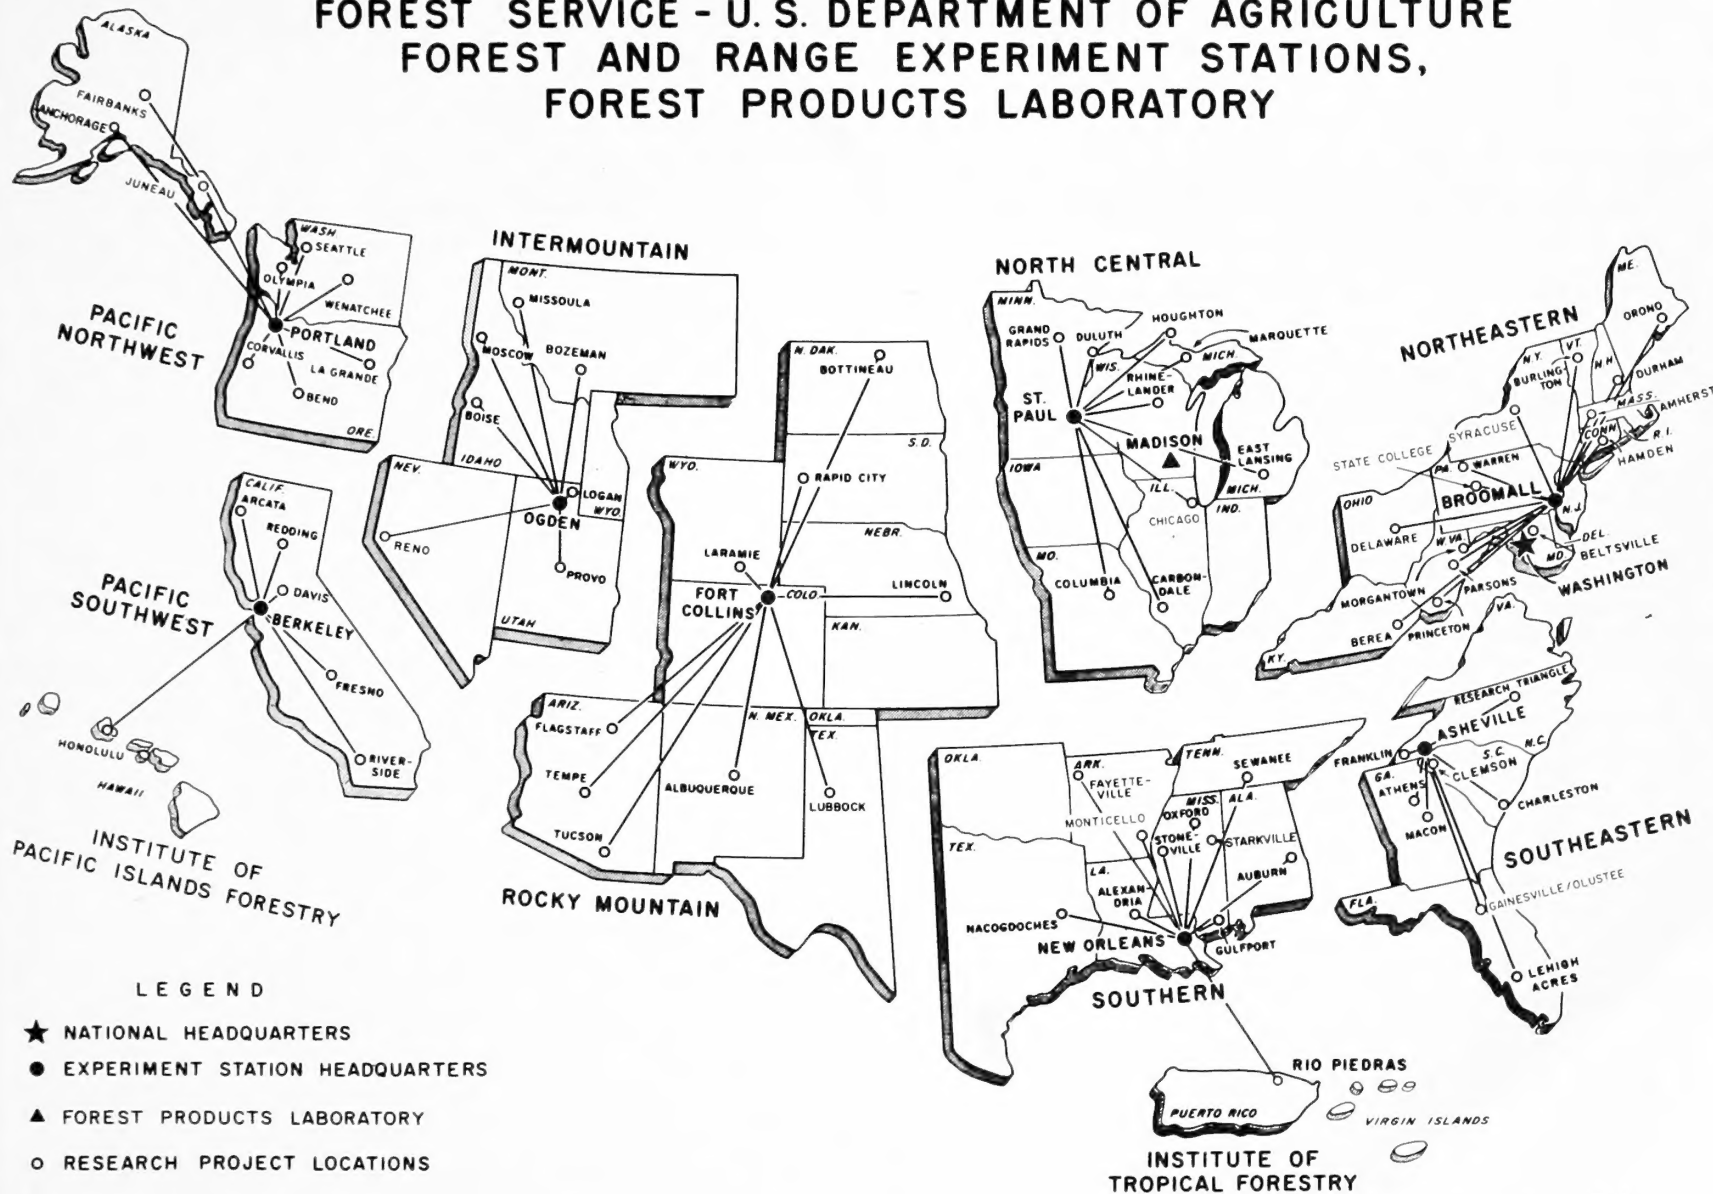 FOREST SERVICE - U. S. DEPARTMENT OF AGRICULTURE
FOREST AND RANGE EXPERIMENT STATIONS,
FOREST PRODUCTS LABORATORY
ALASKA
FAIRBANKS
ANCHORAGE
JUNEAU
PACIFIC
NORTHWEST
WASH.
SEATTLE
OLYMPIA
WENATCHEE
PORTLAND
CORVALLIS
LA GRANDE
BEND
ORE.
INTERMOUNTAIN
MONT.
MISSOULA
MOSCOW
BOZEMAN
BOISE
IDAHO
NEV.
LOGAN
WYO.
OGDEN
RENO
PROVO
UTAH
PACIFIC
SOUTHWEST
CALIF.
ARCATA
REDDING
DAVIS
BERKELEY
FRESNO
RIVER-
SIDE
HONOLULU
HAWAII
INSTITUTE OF
PACIFIC ISLANDS FORESTRY
N. DAK.
BOTTINEAU
S. D.
WYO.
RAPID CITY
NEBR.
LARAMIE
FORT
COLLINS
COLO.
LINCOLN
KAN.
ARIZ.
FLAGSTAFF
N. MEX.
OKLA.
TEX.
TEMPE
ALBUQUERQUE
LUBBOCK
TUCSON
ROCKY MOUNTAIN
NORTH CENTRAL
MINN.
GRAND
RAPIDS
DULUTH
HOUGHTON
MARQUETTE
MICH.
WIS.
RHINE-
LANDER
ST.
PAUL
MADISON
EAST
LANSING
IOWA
ILL.
MICH.
IND.
CHICAGO
MO.
COLUMBIA
CARBON-
DALE
NORTHEASTERN
ME.
ORONO
N.Y.
VT.
N H
BURLING-
TON
DURHAM
MASS.
AMHERST
SYRACUSE
CONN
R. I.
HAMDEN
STATE COLLEGE
PA.
WARREN
BROOMALL
OHIO
N.J.
DELAWARE
W VA.
DEL.
MD.
BELTSVILLE
WASHINGTON
PARSONS
MORGANTOWN
VA.
BEREA
PRINCETON
KY.
RESEARCH TRIANGLE
ASHEVILLE
FRANKLIN
N.C.
S.C.
CLEMSON
GA.
ATHENS
CHARLESTON
MACON
SOUTHEASTERN
GAINESVILLE/OLUSTEE
FLA.
LEHIGH
ACRES
OKLA.
ARK.
TENN.
SEWANEE
FAYETTE-
VILLE
MISS.
ALA.
OXFORD
MONTICELLO
STONE-
VILLE
STARKVILLE
TEX.
LA.
AUBURN
ALEXAN-
DRIA
NACOGDOCHES
NEW ORLEANS
GULFPORT
SOUTHERN
RIO PIEDRAS
PUERTO RICO
VIRGIN ISLANDS
INSTITUTE OF
TROPICAL FORESTRY
LEGEND
NATIONAL HEADQUARTERS
EXPERIMENT STATION HEADQUARTERS
FOREST PRODUCTS LABORATORY
RESEARCH PROJECT LOCATIONS